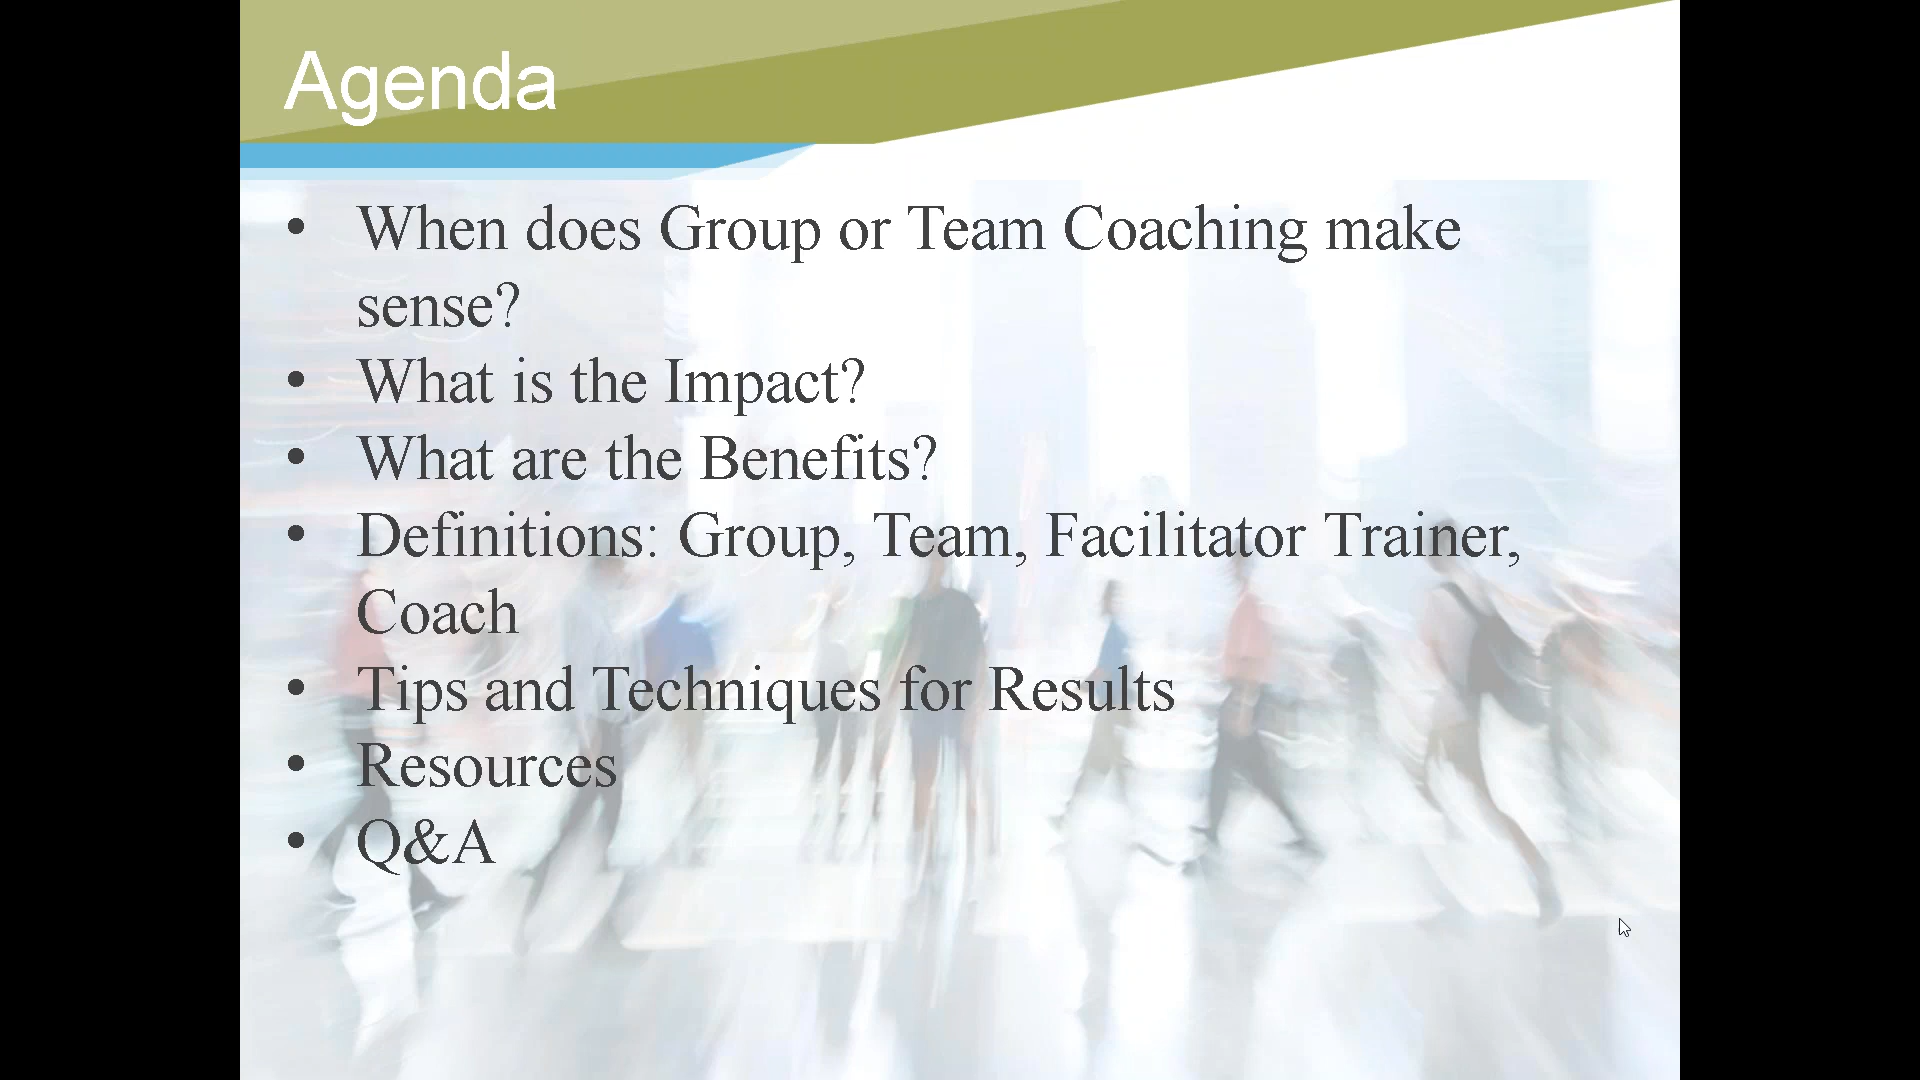 Agenda
• When does Group or Team Coaching make
sense?
• What is the Impact?
• What are the Benefits?
• Definitions: Group, Team, Facilitator Trainer,
Coach
• Tips and Techniques for Results
• Resources
• Q&A